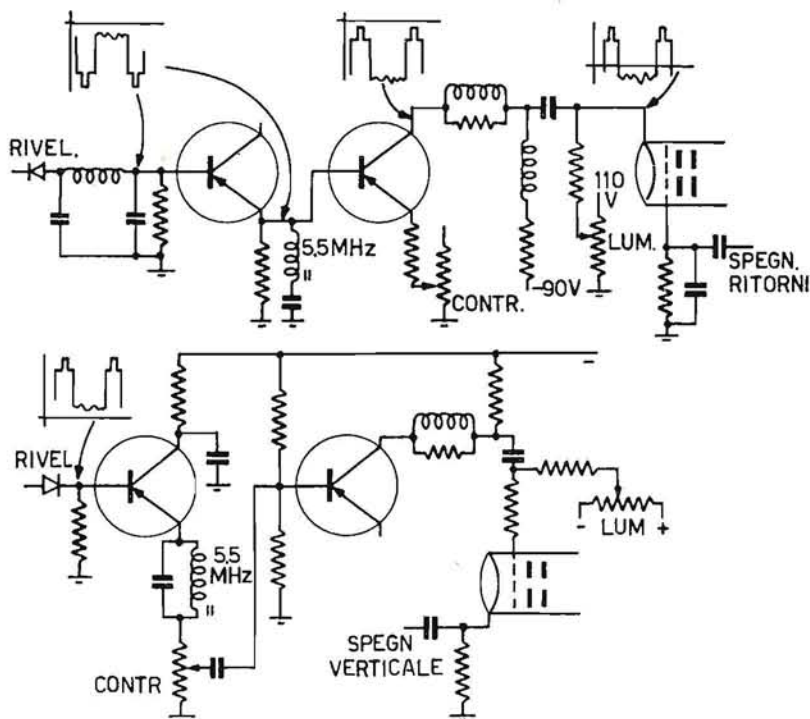 RIVEL.
5.5 MHz
CONTR.
-90V
110
V
LUM.
SPEGN.
RITORNI
-
RIVEL
5.5
MHz
CONTR
- LUM +
SPEGN
VERTICALE